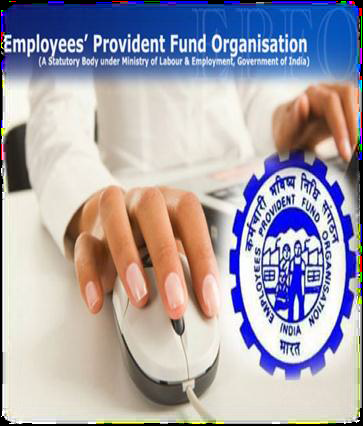 EPFO
Employees' Provident Fund Organisation
(A Statutory Body under Ministry of Labour & Employment, Government of India)
कर्मचारी भविष्य निधि संगठन
EMPLOYEES PROVIDENT FUND ORGANISATION
INDIA
भारत